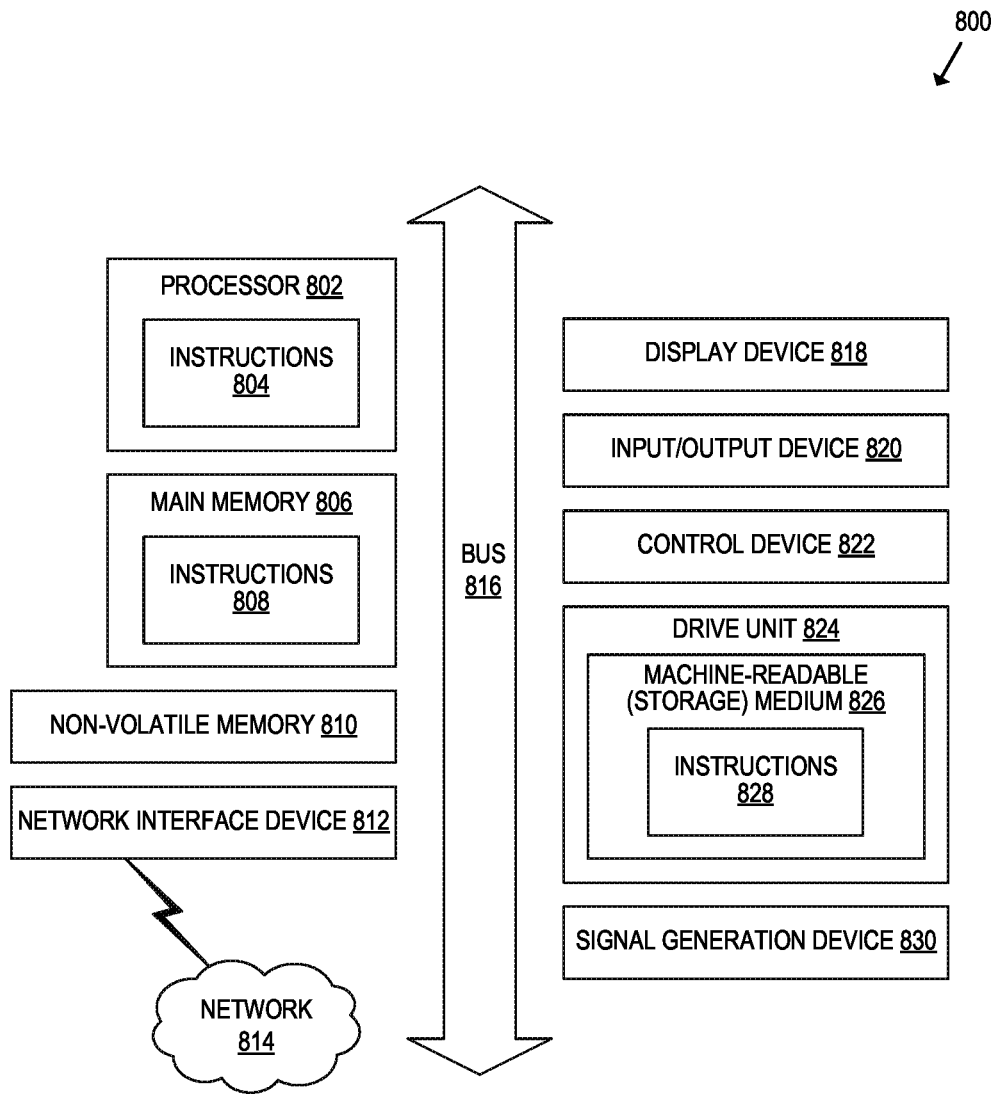 800
PROCESSOR 802
INSTRUCTIONS
804
MAIN MEMORY 806
INSTRUCTIONS
808
NON-VOLATILE MEMORY 810
NETWORK INTERFACE DEVICE 812
NETWORK
814
BUS
816
DISPLAY DEVICE 818
INPUT/OUTPUT DEVICE 820
CONTROL DEVICE 822
DRIVE UNIT 824
MACHINE-READABLE
(STORAGE) MEDIUM 826
INSTRUCTIONS
828
SIGNAL GENERATION DEVICE 830